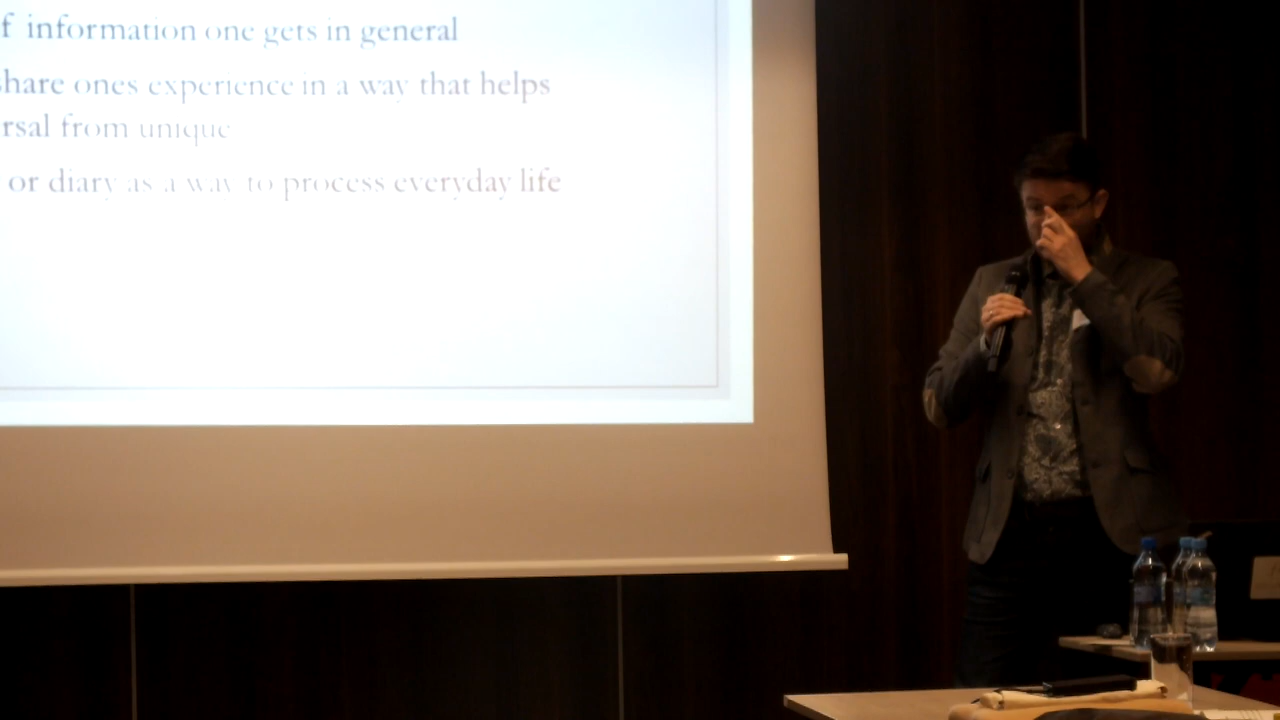 f information one gets in general
share ones experience in a way that helps
rsal from unique
or diary as a way to process everyday life